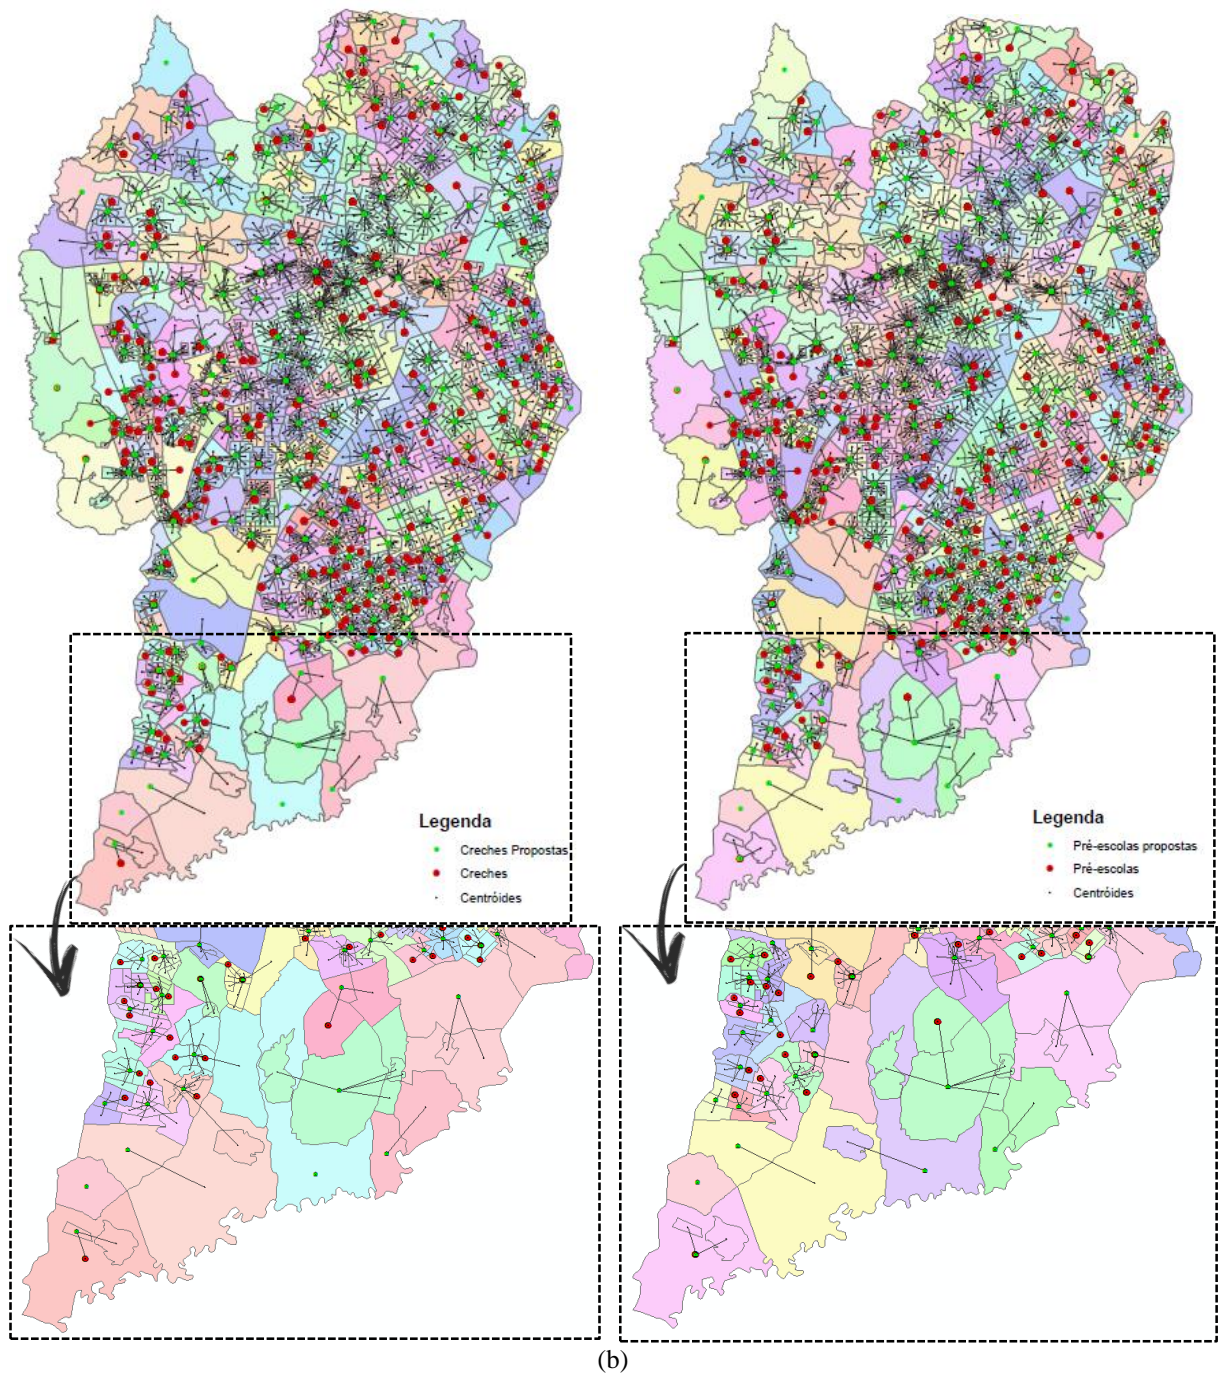 Legenda
Creches Propostas
Creches
Centróides
Legenda
Pré-escolas propostas
Pré-escolas
Centróides
(b)